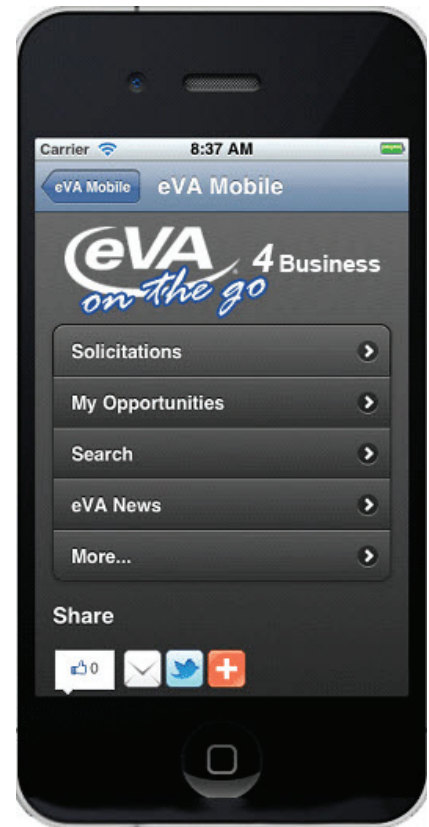 Carrier 8:37 AM
eVA Mobile eVA Mobile
eVA 4 Business
on the go
Solicitations
My Opportunities
Search
eVA News
More...
Share
0